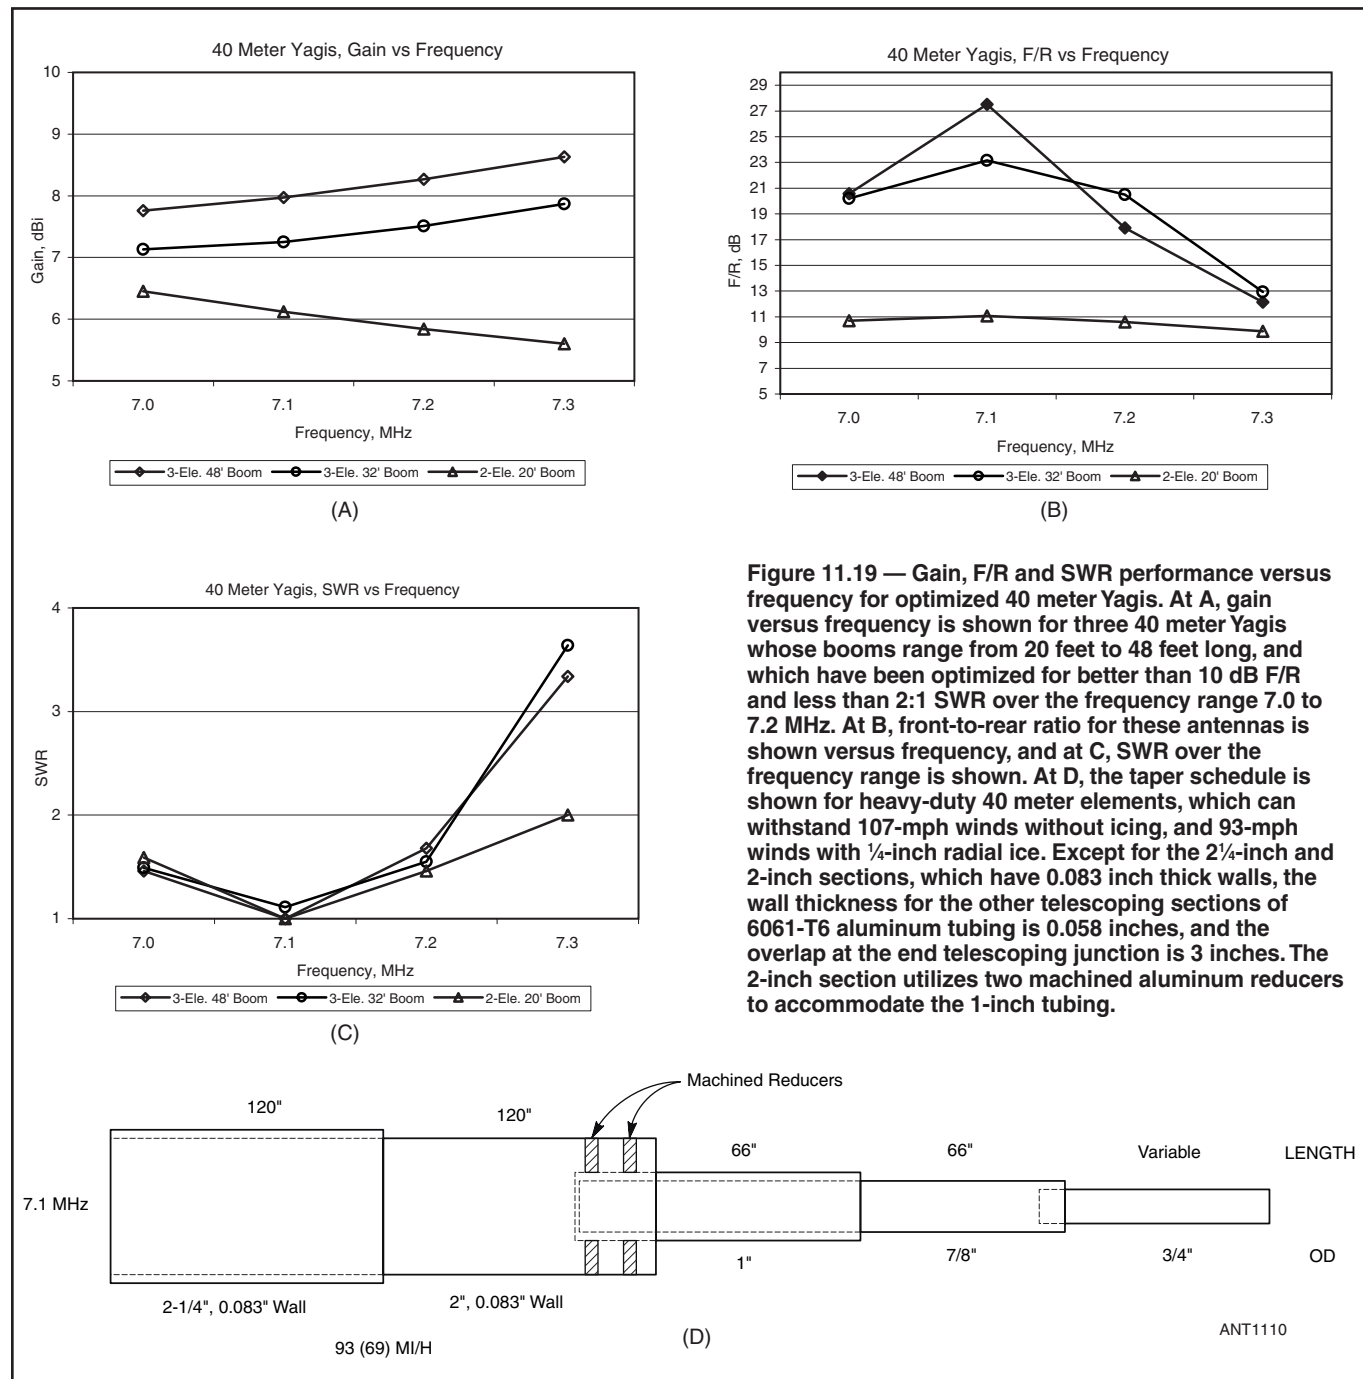 40 Meter Yagis, Gain vs Frequency
10
9
8
7
6
5
Gain, dBi
7.0 7.1 7.2 7.3
Frequency, MHz
3-Ele. 48' Boom 3-Ele. 32' Boom 2-Ele. 20' Boom
(A)
40 Meter Yagis, F/R vs Frequency
29
27
25
23
21
19
17
15
13
11
9
7
5
F/R, dB
7.0 7.1 7.2 7.3
Frequency, MHz
3-Ele. 48' Boom 3-Ele. 32' Boom 2-Ele. 20' Boom
(B)
40 Meter Yagis, SWR vs Frequency
4
3
2
1
SWR
7.0 7.1 7.2 7.3
Frequency, MHz
3-Ele. 48' Boom 3-Ele. 32' Boom 2-Ele. 20' Boom
(C)
Figure 11.19 — Gain, F/R and SWR performance versus
frequency for optimized 40 meter Yagis. At A, gain
versus frequency is shown for three 40 meter Yagis
whose booms range from 20 feet to 48 feet long, and
which have been optimized for better than 10 dB F/R
and less than 2:1 SWR over the frequency range 7.0 to
7.2 MHz. At B, front-to-rear ratio for these antennas is
shown versus frequency, and at C, SWR over the
frequency range is shown. At D, the taper schedule is
shown for heavy-duty 40 meter elements, which can
withstand 107-mph winds without icing, and 93-mph
winds with ¼-inch radial ice. Except for the 2¼-inch and
2-inch sections, which have 0.083 inch thick walls, the
wall thickness for the other telescoping sections of
6061-T6 aluminum tubing is 0.058 inches, and the
overlap at the end telescoping junction is 3 inches. The
2-inch section utilizes two machined aluminum reducers
to accommodate the 1-inch tubing.
Machined Reducers
120" 120" 66" 66" Variable LENGTH
7.1 MHz
2-1/4", 0.083" Wall 2", 0.083" Wall 1" 7/8" 3/4" OD
93 (69) MI/H
(D)
ANT1110